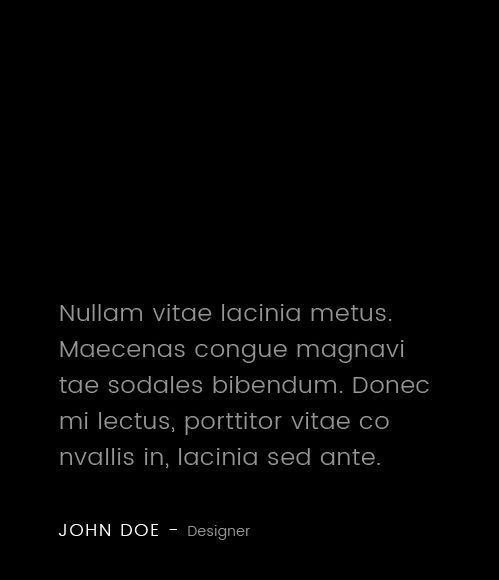 Nullam vitae lacinia metus.
Maecenas congue magnavi
tae sodales bibendum. Donec
mi lectus, porttitor vitae co
nvallis in, lacinia sed ante.
JOHN DOE - Designer